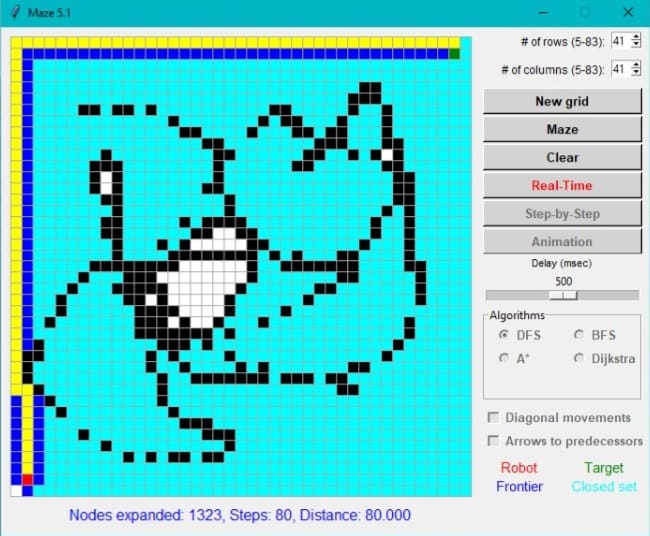 Maze 5.1
# of rows (5-83): 41
# of columns (5-83): 41
New grid
Maze
Clear
Real-Time
Step-by-Step
Animation
Delay (msec)
500
Algorithms
DFS BFS
A* Dijkstra
Diagonal movements
Arrows to predecessors
Robot Target
Frontier Closed set
Nodes expanded: 1323, Steps: 80, Distance: 80.000